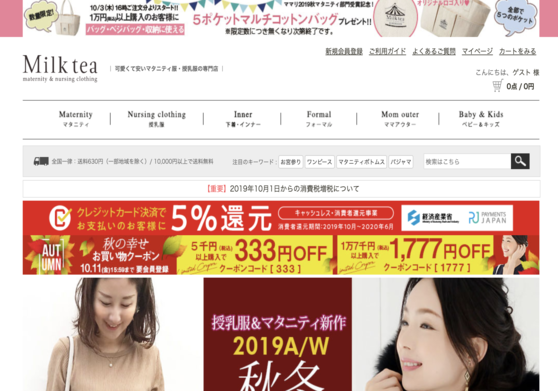 数量限定!
10/3(木)16時ご注文分よりスタート!!
1万円(税込)以上購入のお客様に
バッグ・ベビーバッグ・収納に使える
ママリ2019秋マタニティ部門受賞記念!
5ポケットマルチコットンバッグプレゼント!!
※限定数につき無くなり次第終了です。
Milk tea
オリジナルロゴ入り
全部で
5つの
ポケット
新規会員登録 ご利用ガイド よくあるご質問 マイページ カートをみる
Milk tea
maternity & nursing clothing
可愛くて安いマタニティ服・授乳服の専門店
こんにちは、ゲスト 様
0点 / 0円
Maternity Nursing clothing Inner Formal Mom outer Baby & Kids
マタニティ 授乳服 下着・インナー フォーマル ママアウター ベビー&キッズ
全国一律:送料630円(一部地域を除く)/ 10,000円以上で送料無料
注目のキーワード: お宮参り ワンピース マタニティボトムス パジャマ
検索はこちら
【重要】2019年10月1日からの消費税増税について
クレジットカード決済で
お支払いのお客様に
5%還元
キャッシュレス・消費者還元事業
消費者還元期間:2019年10月~2020年6月
経済産業省
PAYMENTS
JAPAN
AUTUMN
秋の幸せ
お買い物クーポン
10.11(金)15:59まで 要会員登録
5千円(税込)
以上購入で
333円OFF
クーポンコード[ 333 ]
1万7千円(税込)
以上購入で
1,777円OFF
クーポンコード[ 1777 ]
授乳服&マタニティ新作
2019A/W
秋冬